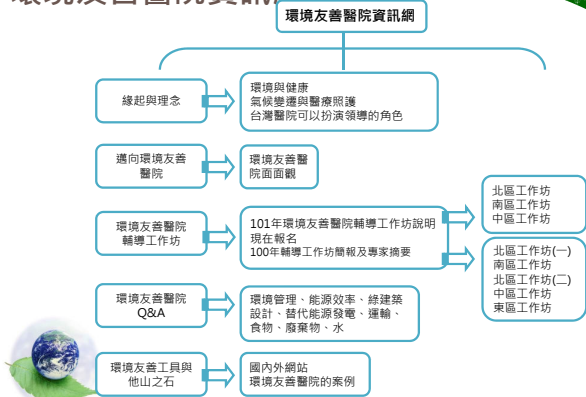 環境友善醫院資訊網
環境友善醫院資訊網
緣起與理念
環境與健康
氣候變遷與醫療照護
台灣醫院可以扮演領導的角色
邁向環境友善
醫院
環境友善醫
院面面觀
環境友善醫院
輔導工作坊
101年環境友善醫院輔導工作坊說明
現在報名
100年輔導工作坊簡報及專家摘要
北區工作坊
南區工作坊
中區工作坊
北區工作坊(一)
南區工作坊
北區工作坊(二)
中區工作坊
東區工作坊
環境友善醫院
Q&A
環境管理、能源效率、綠建築
設計、替代能源發電、運輸、
食物、廢棄物、水
環境友善工具與
他山之石
國內外網站
環境友善醫院的案例